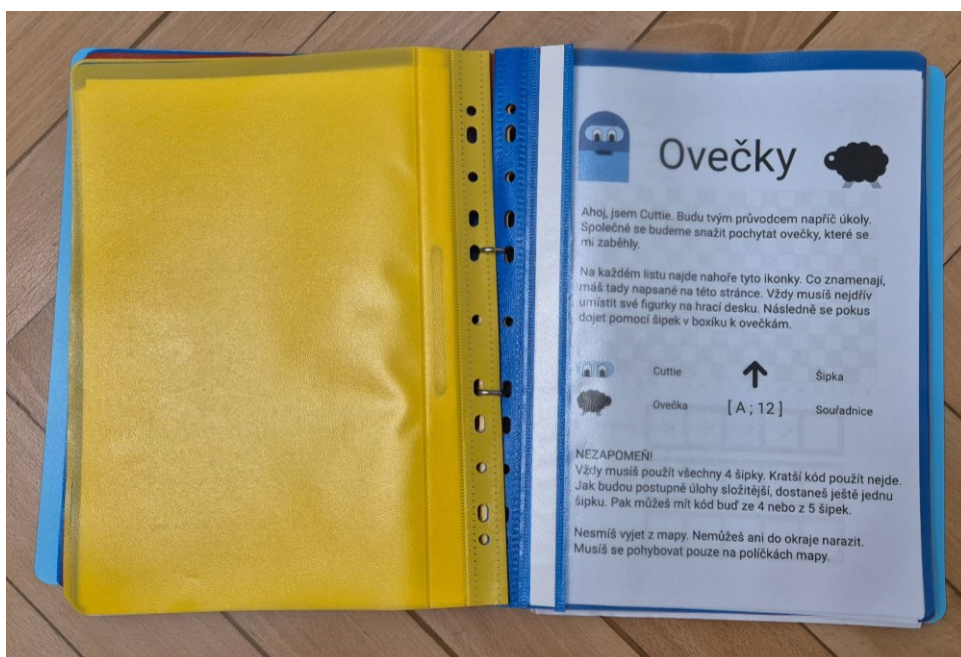 Ovečky
Ahoj, jsem Cuttie. Budu tvým průvodcem napříč úkoly.
Společně se budeme snažit pochytat ovečky, které se
mi zaběhly.
Na každém listu najde nahoře tyto ikonky. Co znamenají,
máš tady napsané na této stránce. Vždy musíš nejdřív
umístit své figurky na hrací desku. Následně se pokus
dojet pomocí šipek v boxíku k ovečkám.
Cuttie Šipka
Ovečka [ A ; 12 ] Souřadnice
NEZAPOMEŇ!
Vždy musíš použít všechny 4 šipky. Kratší kód použít nejde.
Jak budou postupně úlohy složitější, dostaneš ještě jednu
šipku. Pak můžeš mít kód buď ze 4 nebo z 5 šipek.
Nesmíš vyjet z mapy. Nemůžeš ani do okraje narazit.
Musíš se pohybovat pouze na políčkách mapy.